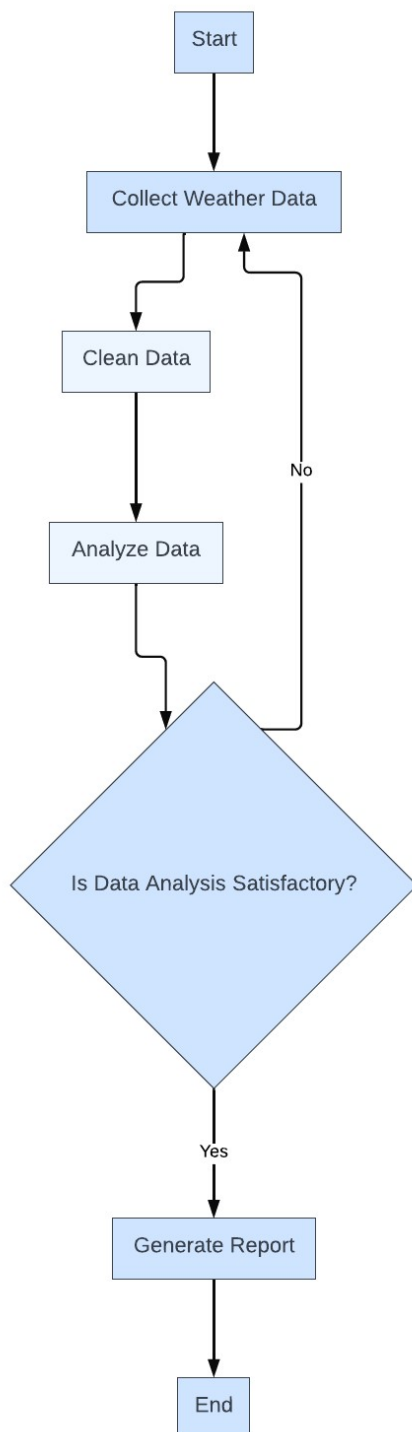 Start
Collect Weather Data
Clean Data
No
Analyze Data
Is Data Analysis Satisfactory?
Yes
Generate Report
End